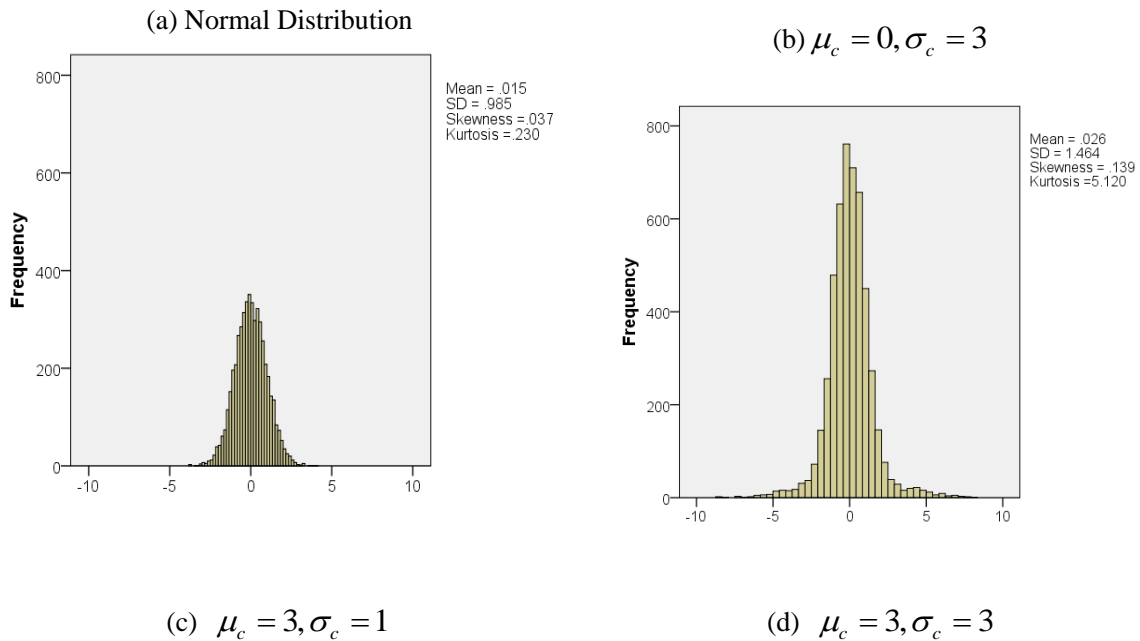 (a) Normal Distribution
800
600
400
200
0
Frequency
-10 -5 0 5 10
Mean = .015
SD = .985
Skewness =.037
Kurtosis =.230
(b) μc = 0, σc = 3
800
600
400
200
0
Frequency
-10 -5 0 5 10
Mean = .026
SD = 1.464
Skewness = .139
Kurtosis =5.120
(c) μc = 3, σc = 1
(d) μc = 3, σc = 3